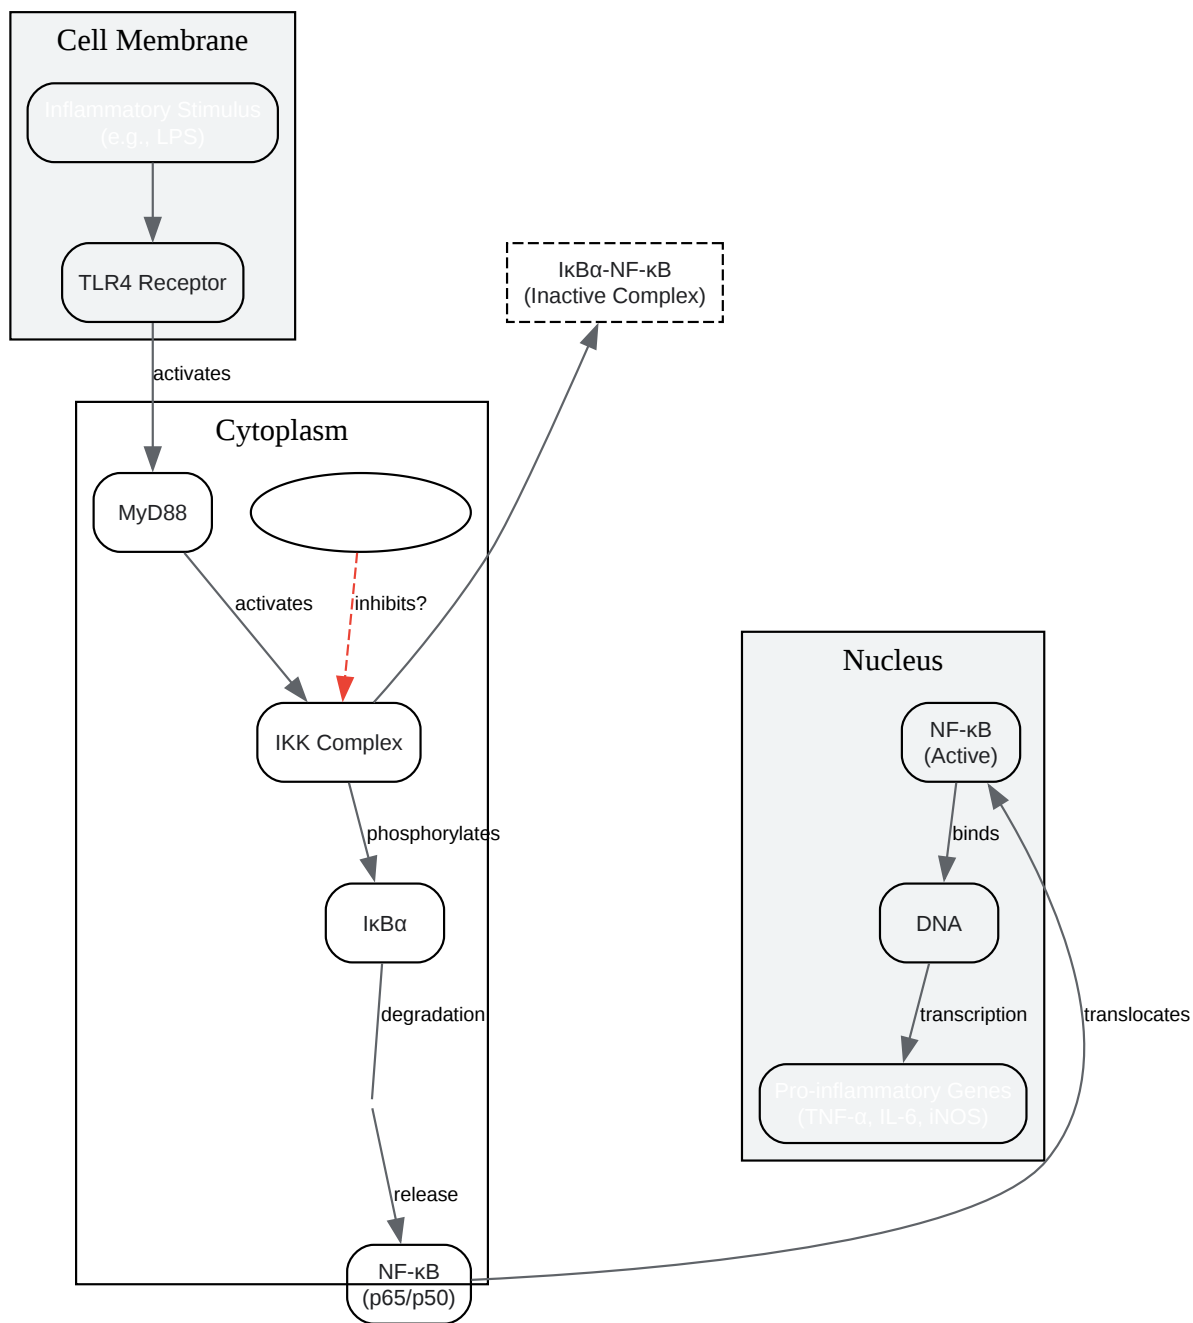 Cell Membrane
Inflammatory Stimulus
(e.g., LPS)
TLR4 Receptor
IκBα-NF-κB
(Inactive Complex)
activates
Cytoplasm
MyD88
activates
inhibits?
Nucleus
IKK Complex
NF-κB
(Active)
phosphorylates
binds
IκBα
DNA
degradation
transcription
translocates
Pro-inflammatory Genes
(TNF-α, IL-6, iNOS)
release
NF-κB
(p65/p50)